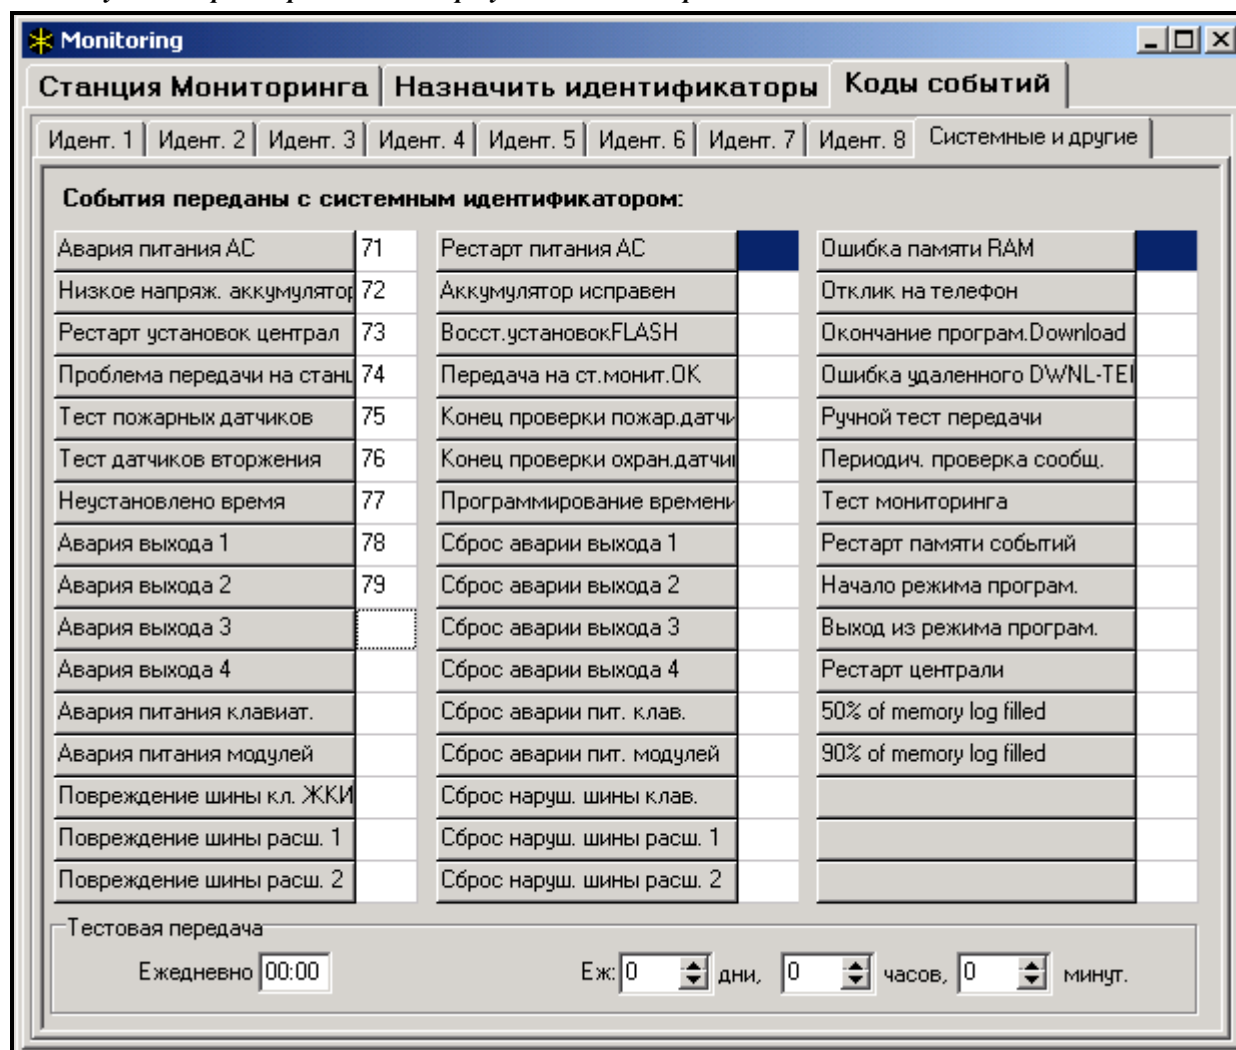 Monitoring
Станция Мониторинга Назначить идентификаторы Коды событий
Идент. 1 Идент. 2 Идент. 3 Идент. 4 Идент. 5 Идент. 6 Идент. 7 Идент. 8 Системные и другие
События переданы с системным идентификатором:
Авария питания AC 71 Рестарт питания AC Ошибка памяти RAM
Низкое напряж. аккумулятор 72 Аккумулятор исправен Отклик на телефон
Рестарт установок централ 73 Восст.установокFLASH Окончание програм.Download
Проблема передачи на станц 74 Передача на ст.монит.OK Ошибка удаленного DWNL-TEL
Тест пожарных датчиков 75 Конец проверки пожар.датчи Ручной тест передачи
Тест датчиков вторжения 76 Конец проверки охран.датчи Периодич. проверка сообщ.
Неустановлено время 77 Программирование времени Тест мониторинга
Авария выхода 1 78 Сброс аварии выхода 1 Рестарт памяти событий
Авария выхода 2 79 Сброс аварии выхода 2 Начало режима програм.
Авария выхода 3 Сброс аварии выхода 3 Выход из режима програм.
Авария выхода 4 Сброс аварии выхода 4 Рестарт централи
Авария питания клавиат. Сброс аварии пит. клав. 50% of memory log filled
Авария питания модулей Сброс аварии пит. модулей 90% of memory log filled
Повреждение шины кл. ЖКИ Сброс наруш. шины клав.
Повреждение шины расш. 1 Сброс наруш. шины расш. 1
Повреждение шины расш. 2 Сброс наруш. шины расш. 2
Тестовая передача
Ежедневно 00:00 Еж: 0 дни, 0 часов, 0 минут.